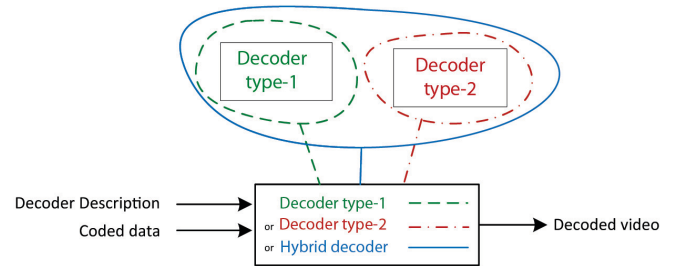 Decoder
type-1
Decoder
type-2
Decoder Description
Coded data
Decoder type-1
or Decoder type-2
or Hybrid decoder
Decoded video